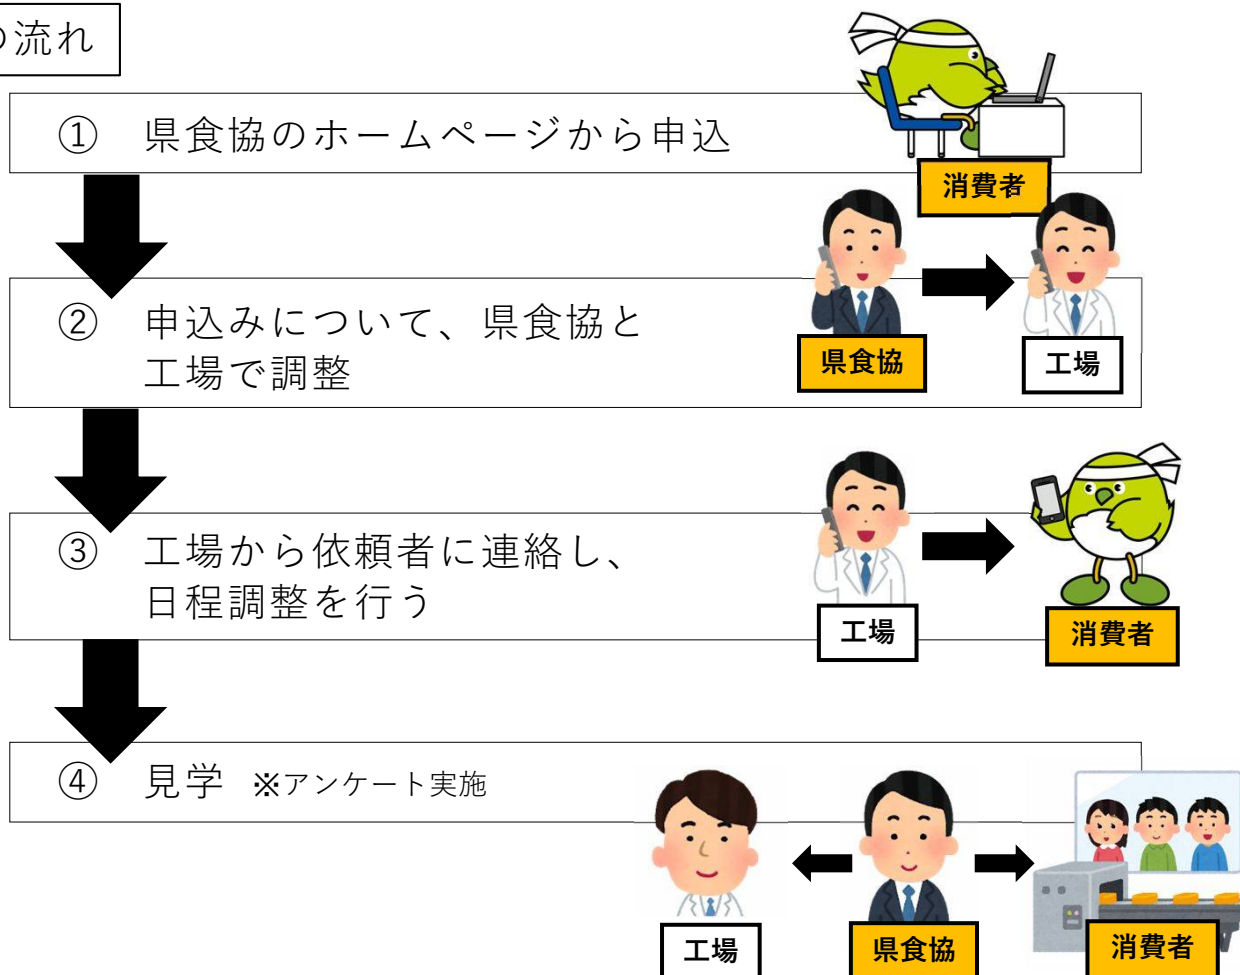 の流れ
① 県食協のホームページから申込
消費者
② 申込みについて、県食協と
工場で調整
県食協
工場
③ 工場から依頼者に連絡し、
日程調整を行う
工場
消費者
④ 見学 ※アンケート実施
工場
県食協
消費者